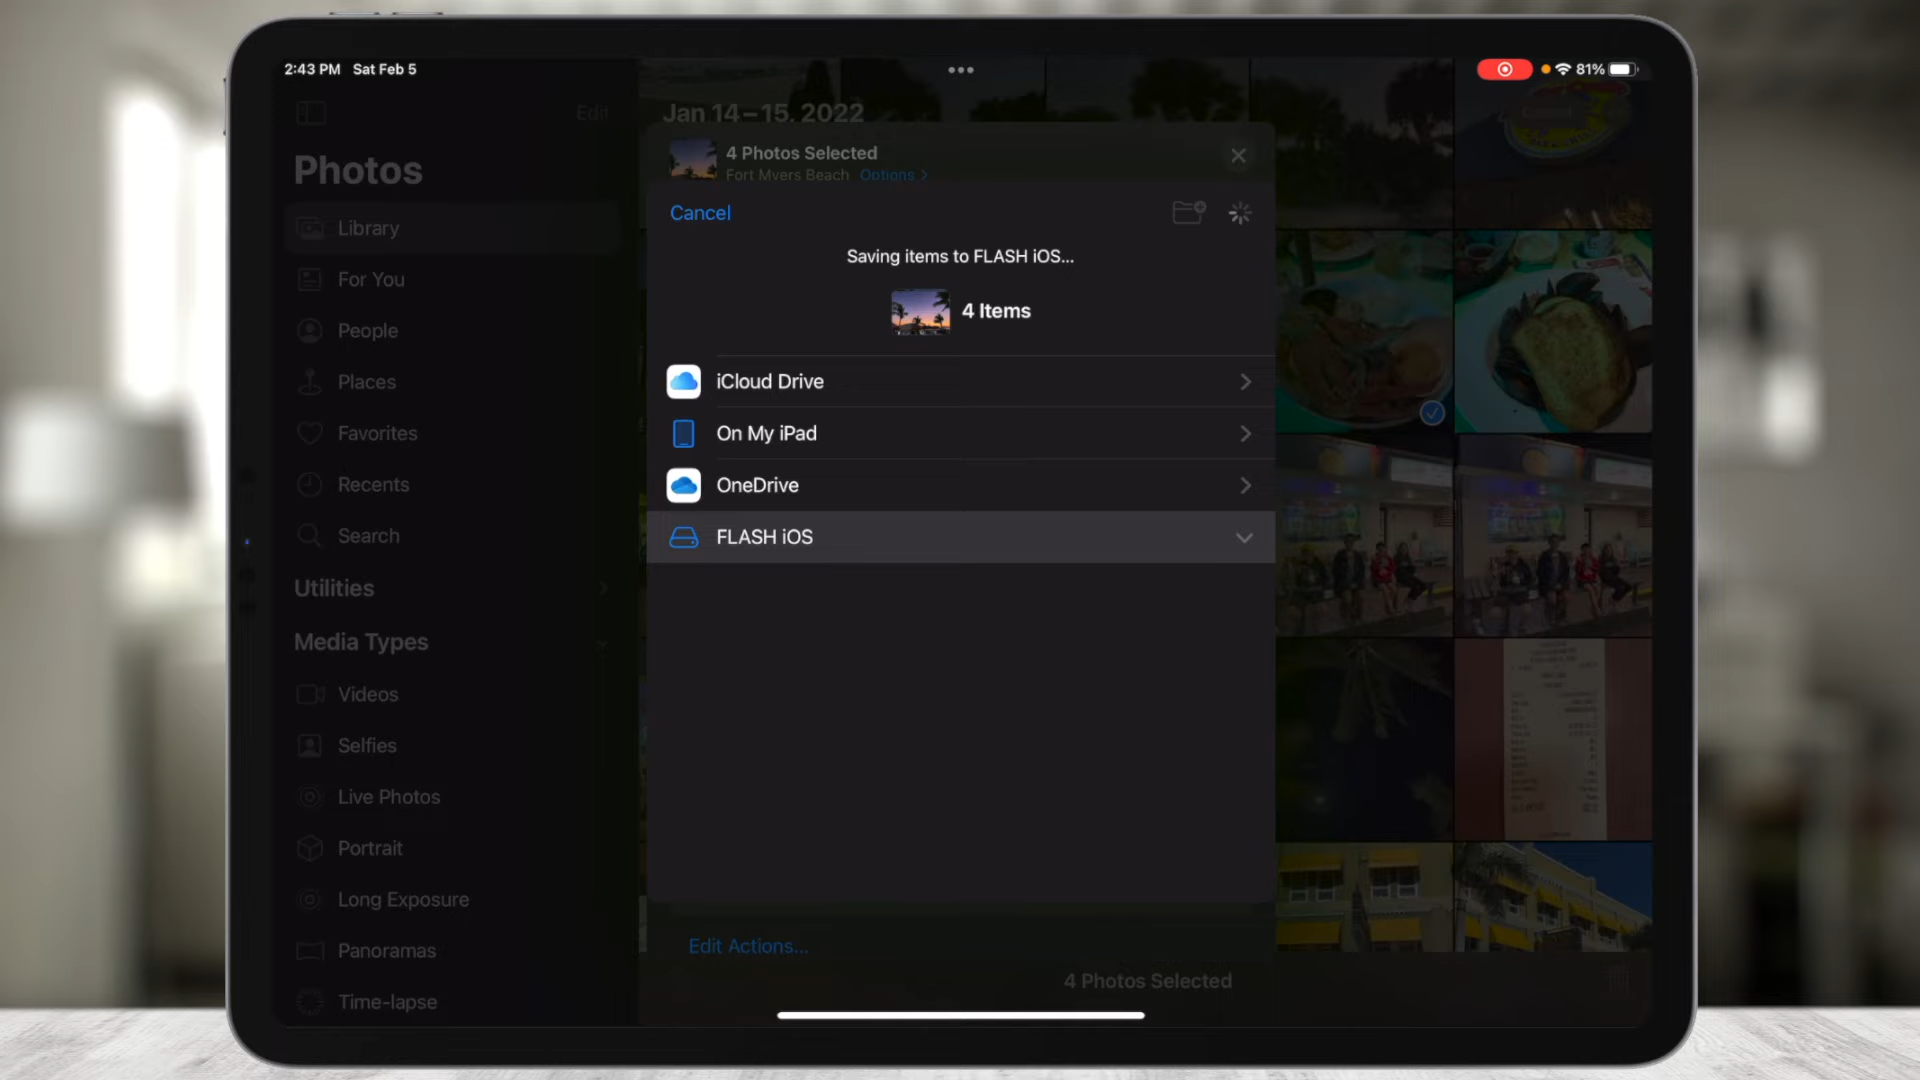 2:43 PM Sat Feb 5
81%
Edit
Jan 14–15, 2022
Photos
4 Photos Selected
Fort Myers Beach Options >
Library
Cancel
For You
Saving items to FLASH iOS...
4 Items
People
Places
iCloud Drive
Favorites
On My iPad
Recents
OneDrive
Search
FLASH iOS
Utilities
Media Types
Videos
Selfies
Live Photos
Portrait
Long Exposure
Panoramas
Edit Actions...
4 Photos Selected
Time-lapse